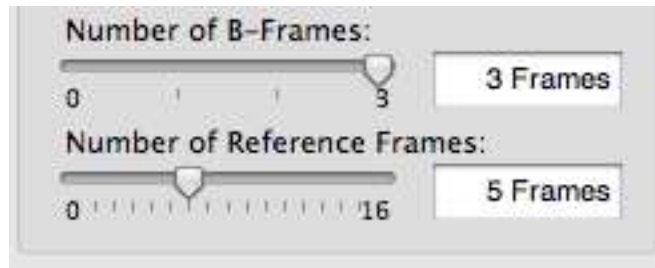 Number of B-Frames:
0 3
3 Frames
Number of Reference Frames:
0 16
5 Frames